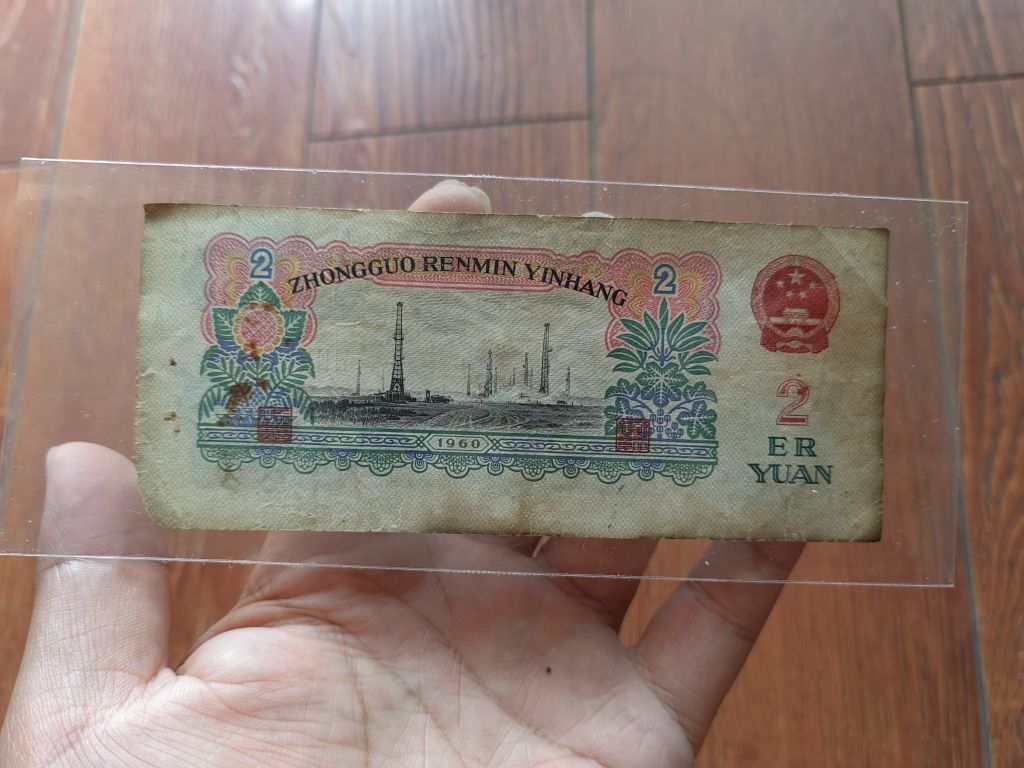 2
ZHONGGUO RENMIN YINHANG
2
1960
2
ER
YUAN